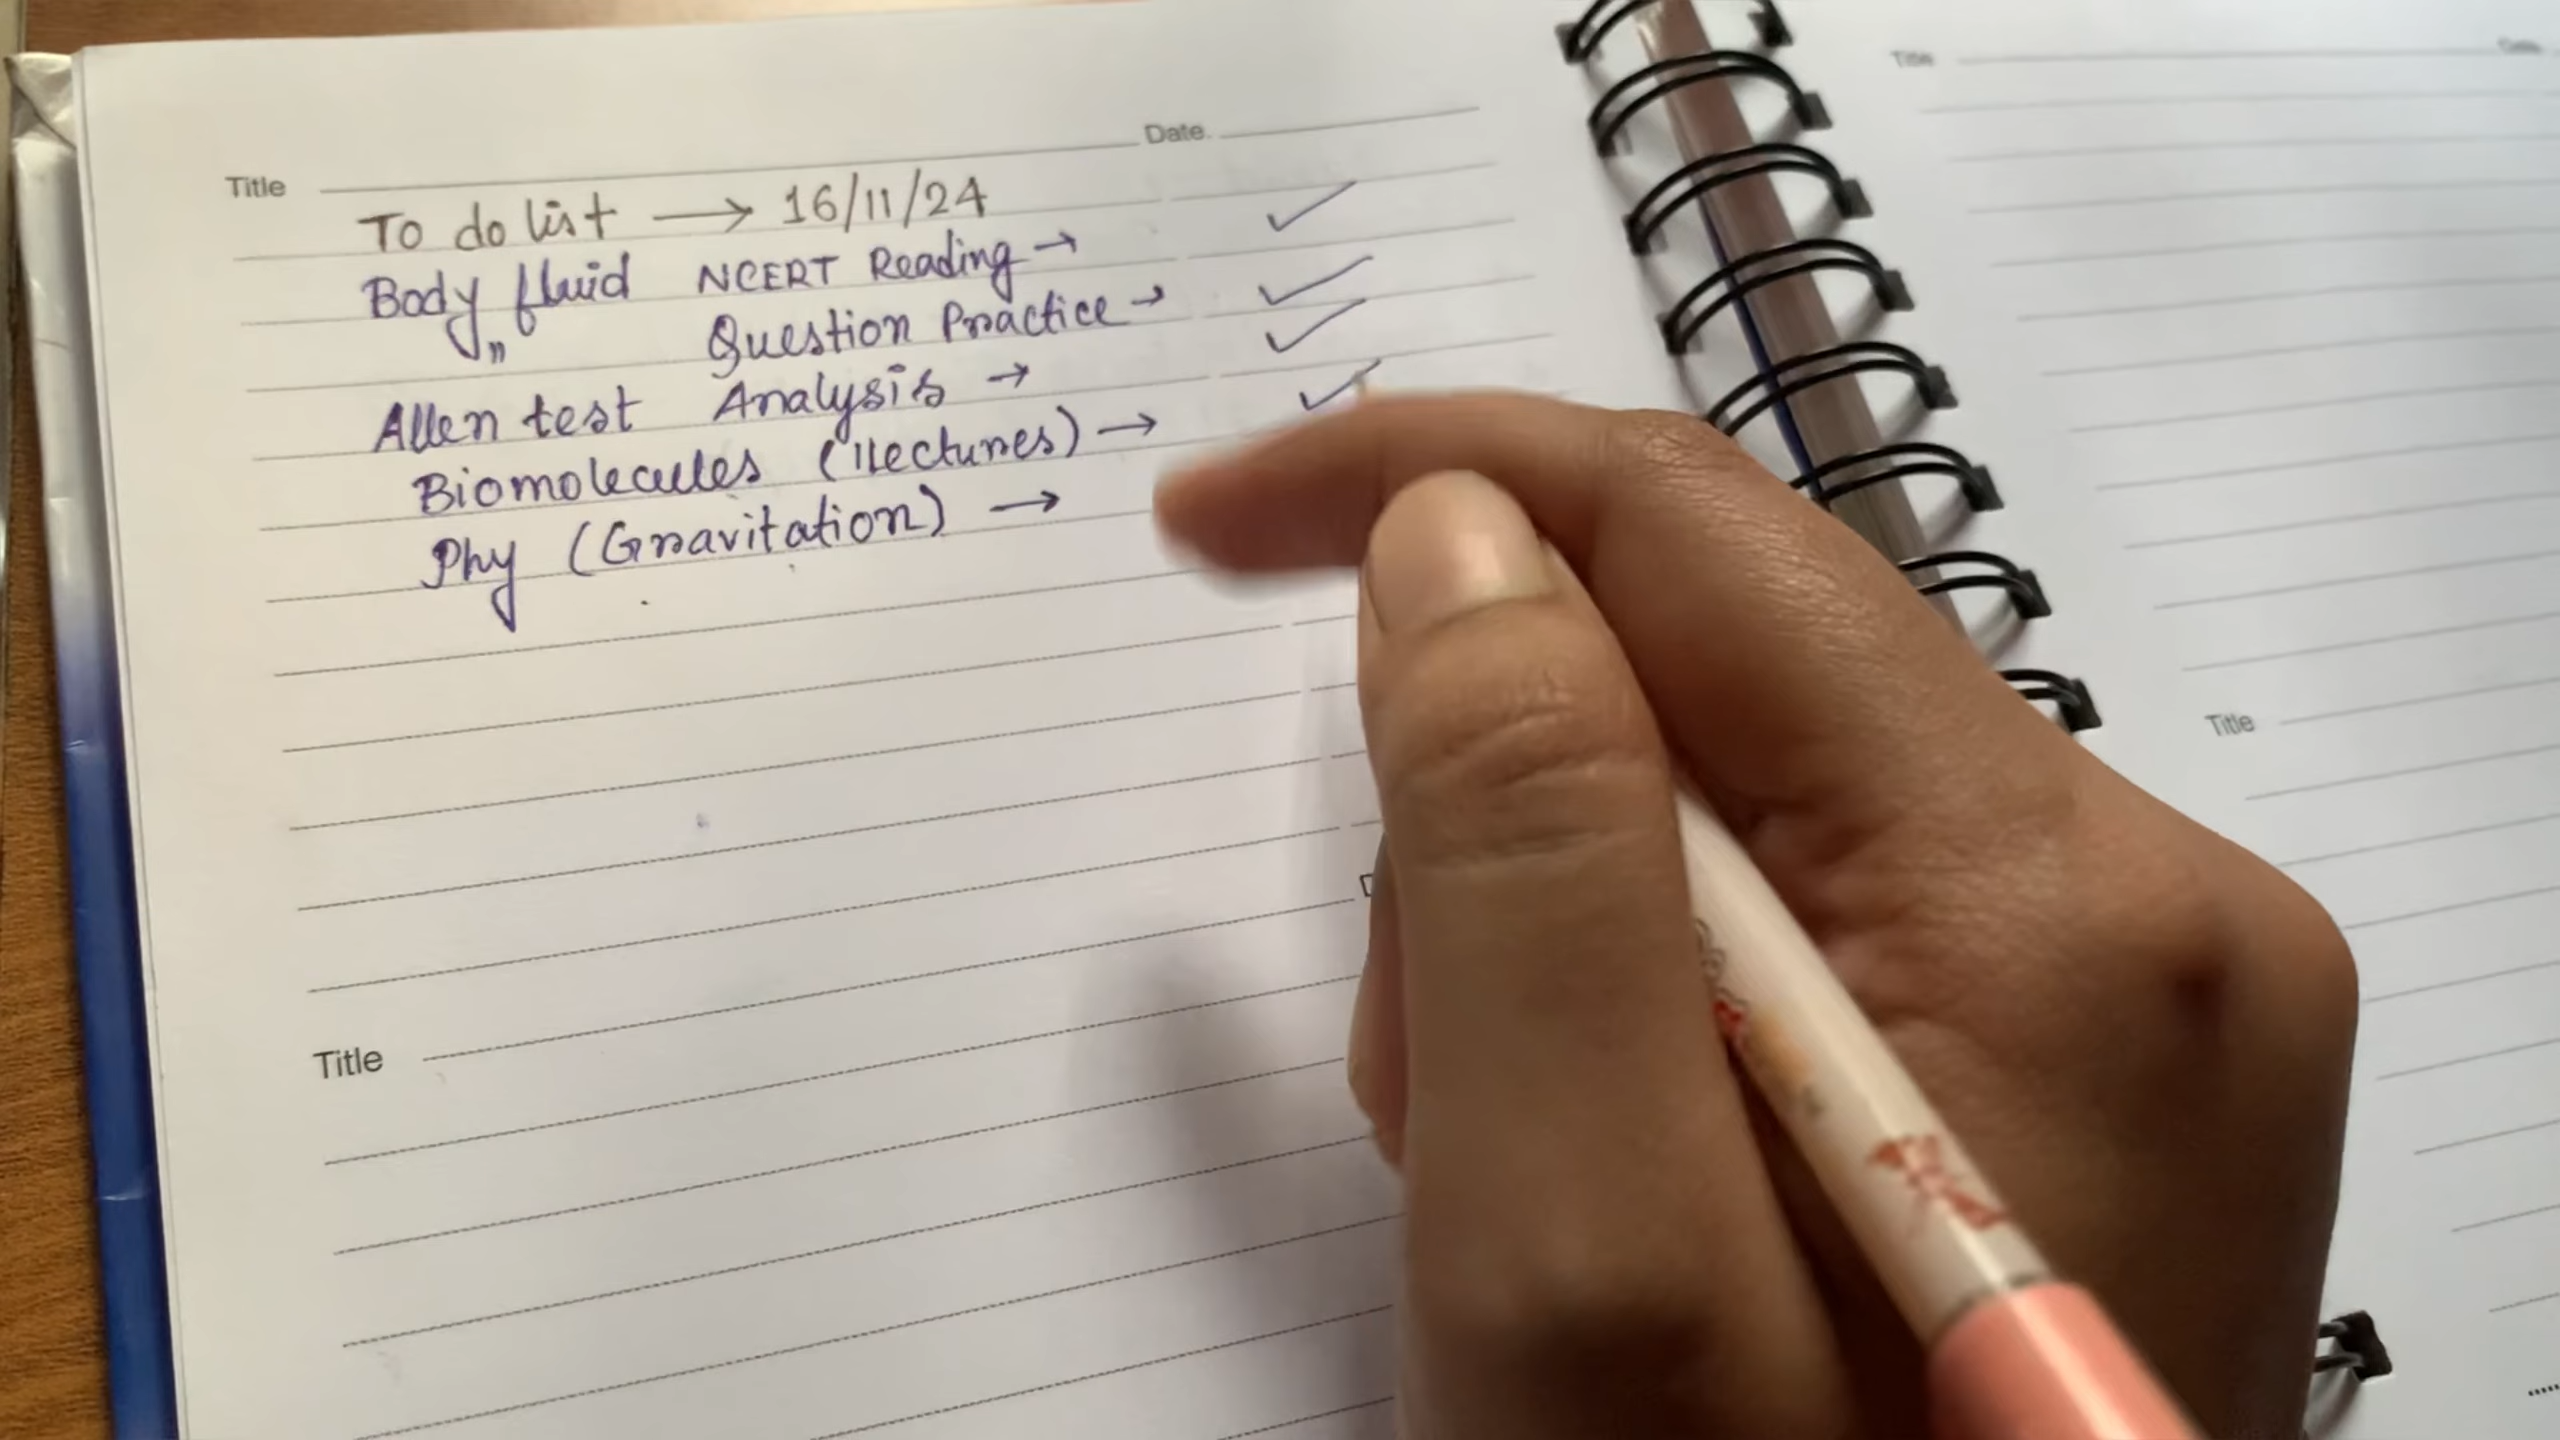 Title Date.
To do list → 16/11/24
Body fluid NCERT Reading → ✓
" Question Practice → ✓
Allen test Analysis → ✓
Biomolecules (1Lectures) → ✓
Phy (Gravitation) →
Title
Title Date
Title